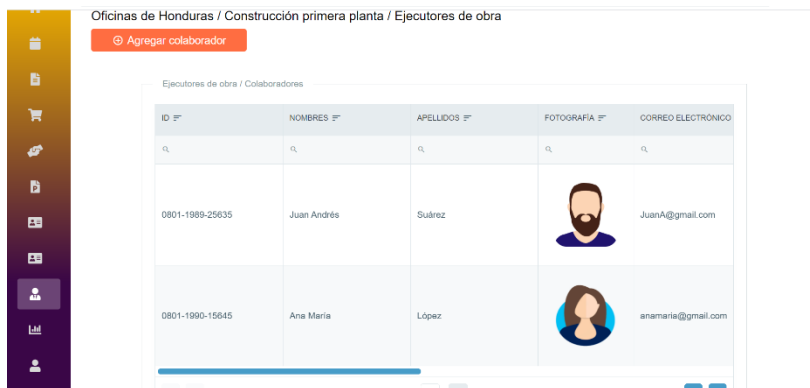 Oficinas de Honduras / Construcción primera planta / Ejecutores de obra
Agregar colaborador
Ejecutores de obra / Colaboradores
ID NOMBRES APELLIDOS FOTOGRAFÍA CORREO ELECTRÓNICO
0801-1989-25635 Juan Andrés Suárez JuanA@gmail.com
0801-1990-15645 Ana María López anamaria@gmail.com